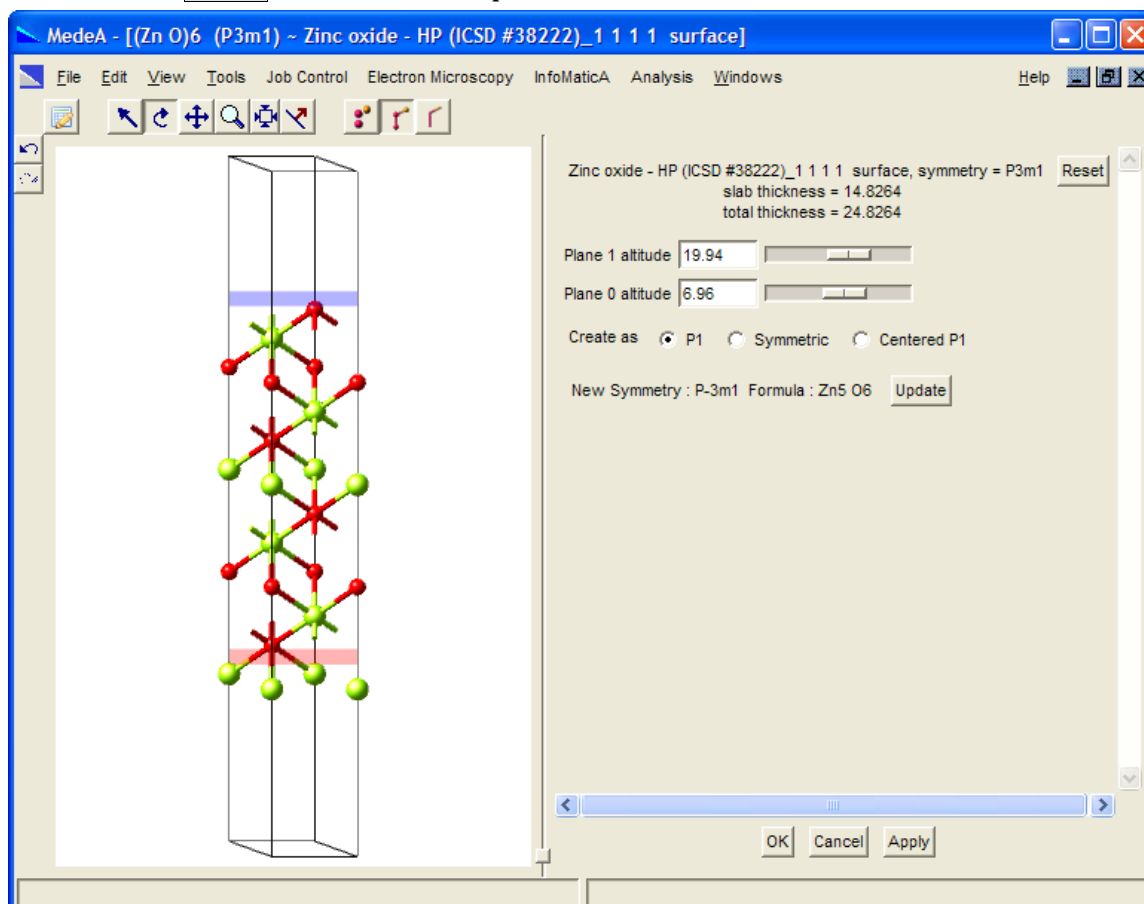 MedeA - [(Zn O)6 (P3m1) ~ Zinc oxide - HP (ICSD #38222)_1 1 1 1 surface]
File Edit View Tools Job Control Electron Microscopy InfoMaticA Analysis Windows Help
Zinc oxide - HP (ICSD #38222)_1 1 1 1 surface, symmetry = P3m1 Reset
slab thickness = 14.8264
total thickness = 24.8264
Plane 1 altitude 19.94
Plane 0 altitude 6.96
Create as P1 Symmetric Centered P1
New Symmetry : P-3m1 Formula : Zn5 O6 Update
OK Cancel Apply